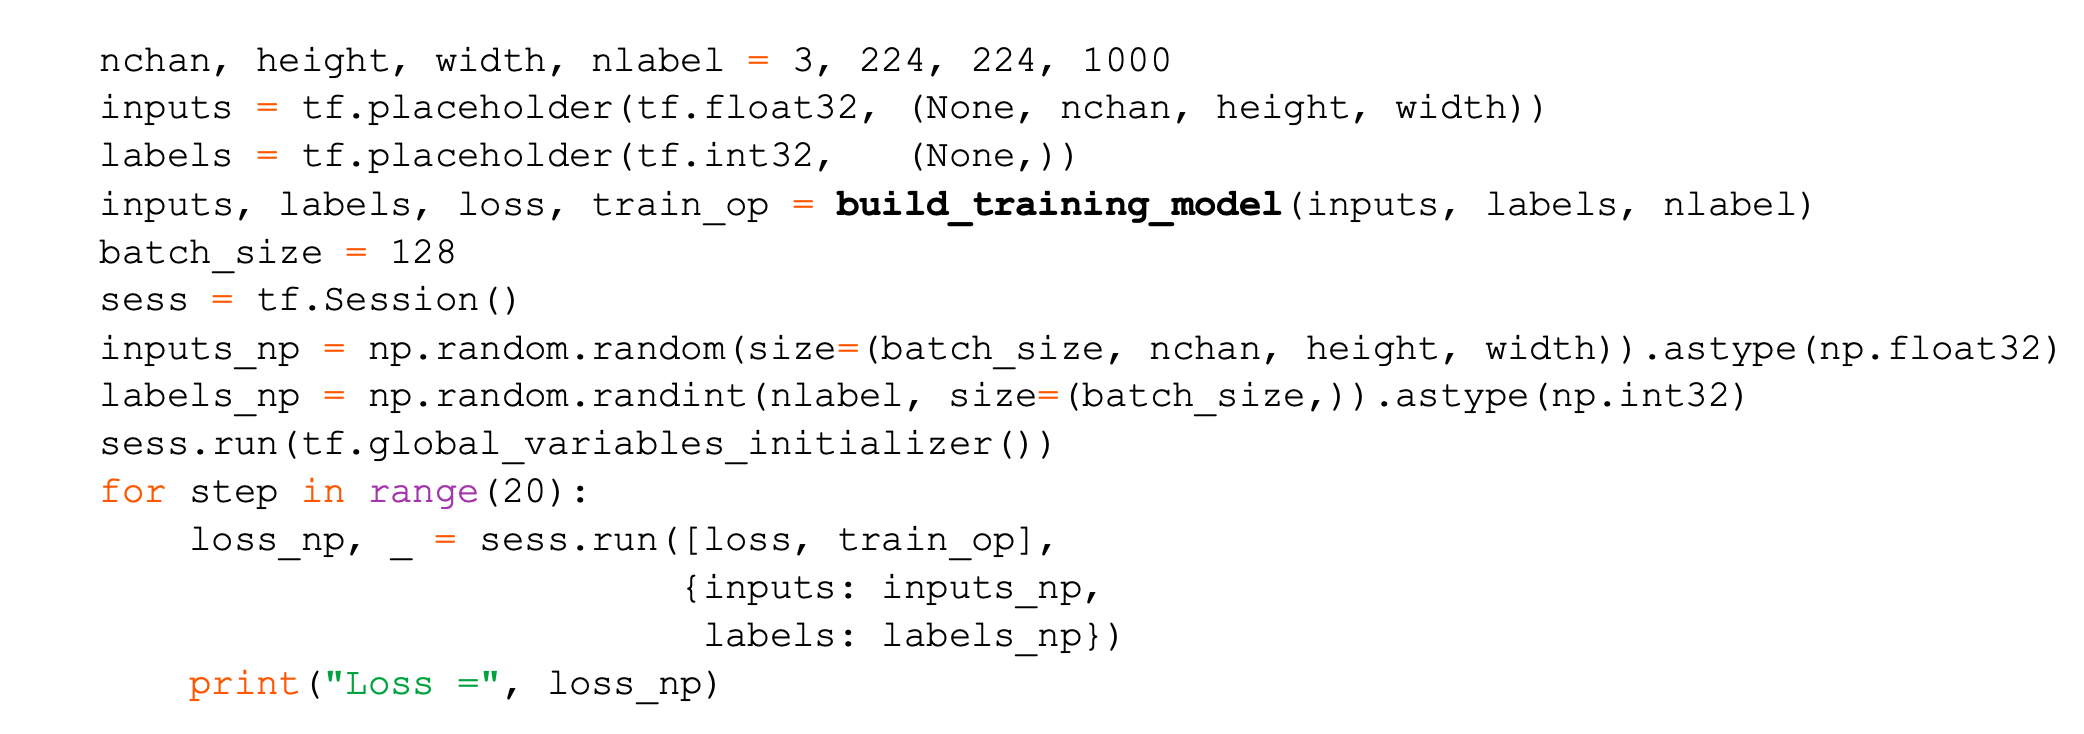 nchan, height, width, nlabel = 3, 224, 224, 1000
inputs = tf.placeholder(tf.float32, (None, nchan, height, width))
labels = tf.placeholder(tf.int32,   (None,))
inputs, labels, loss, train_op = build_training_model(inputs, labels, nlabel)
batch_size = 128
sess = tf.Session()
inputs_np = np.random.random(size=(batch_size, nchan, height, width)).astype(np.float32)
labels_np = np.random.randint(nlabel, size=(batch_size,)).astype(np.int32)
sess.run(tf.global_variables_initializer())
for step in range(20):
    loss_np, _ = sess.run([loss, train_op],
                          {inputs: inputs_np,
                           labels: labels_np})
    print("Loss =", loss_np)